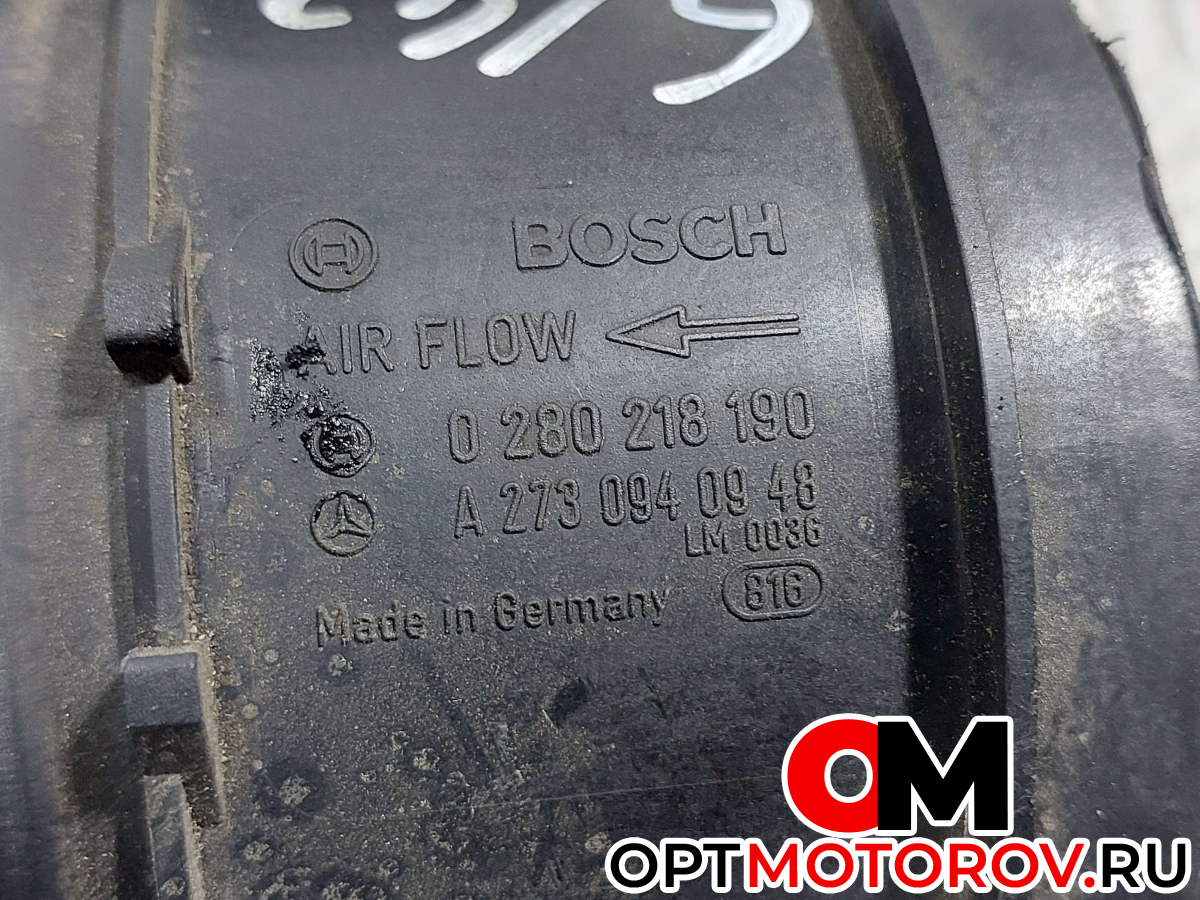 BOSCH
AIR FLOW
0 280 218 190
A 273 094 09 48
LM 0036
Made in Germany 816
OM
OPTMOTOROV.RU